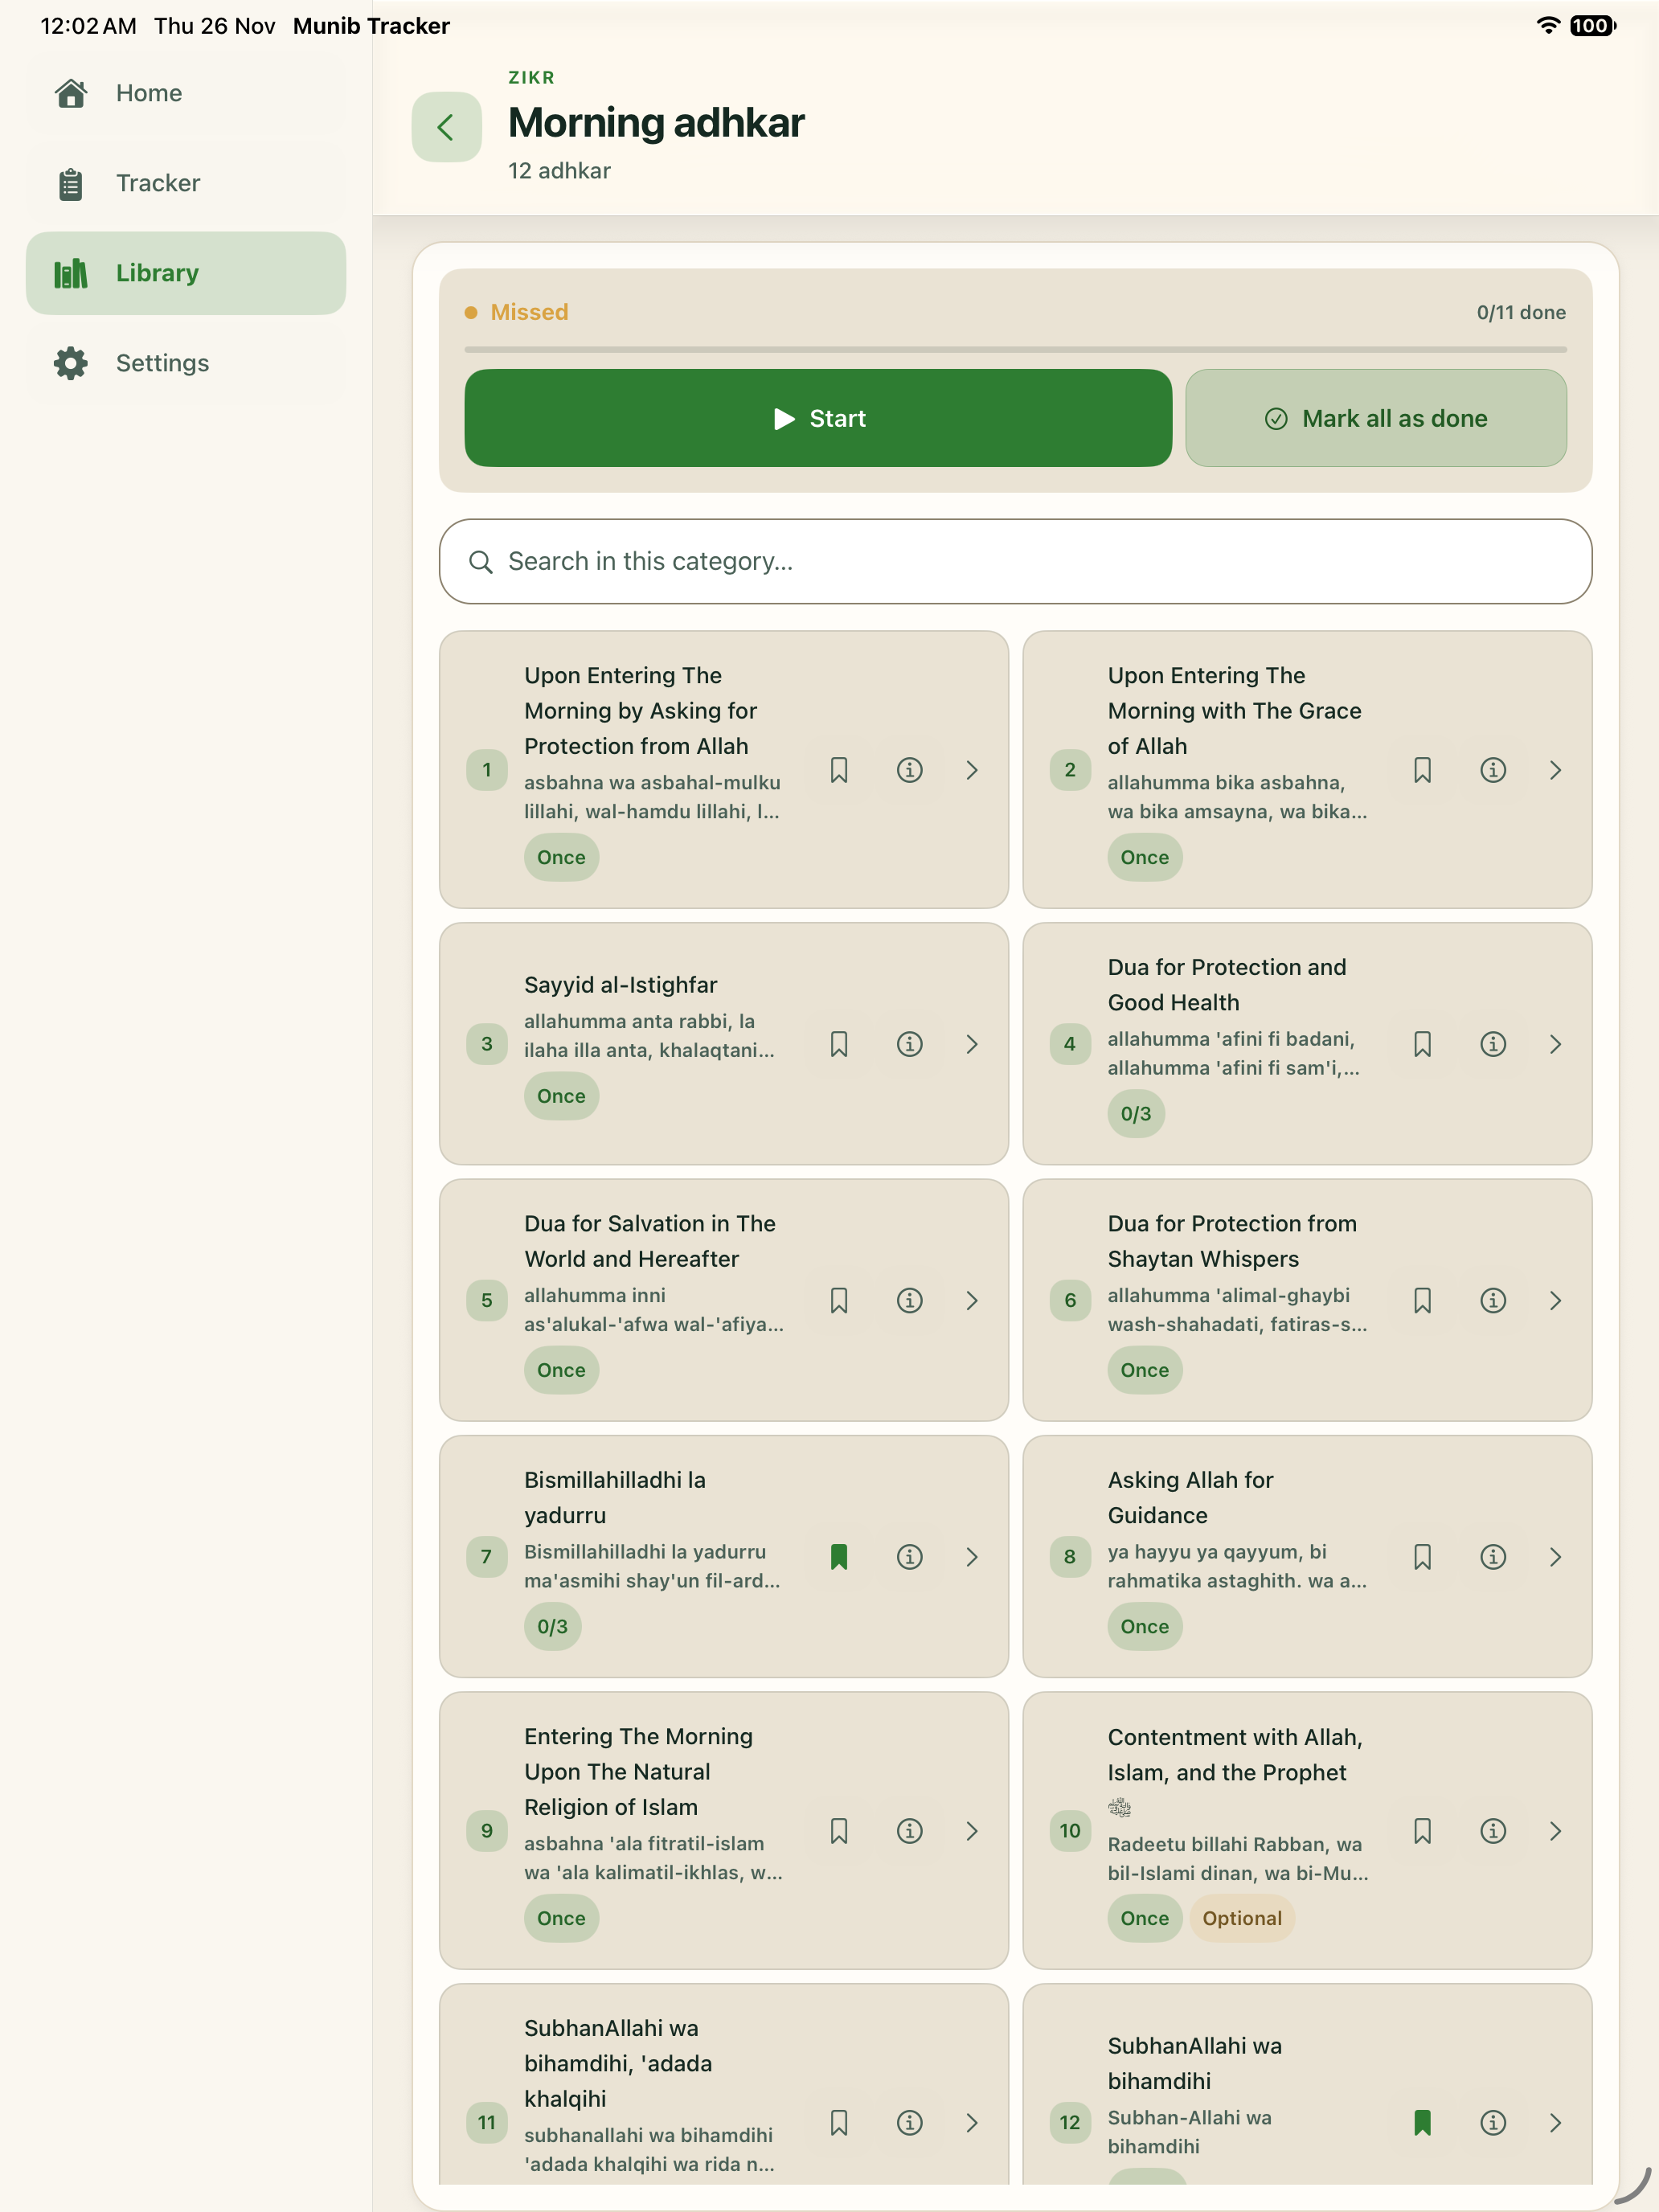 12:02 AM Thu 26 Nov Munib Tracker
100
Home
Tracker
Library
Settings
ZIKR
Morning adhkar
12 adhkar
Missed
0/11 done
Start
Mark all as done
Search in this category...
1
Upon Entering The
Morning by Asking for
Protection from Allah
asbahna wa asbahal-mulku
lillahi, wal-hamdu lillahi, l...
Once
2
Upon Entering The
Morning with The Grace
of Allah
allahumma bika asbahna,
wa bika amsayna, wa bika...
Once
3
Sayyid al-Istighfar
allahumma anta rabbi, la
ilaha illa anta, khalaqtani...
Once
4
Dua for Protection and
Good Health
allahumma 'afini fi badani,
allahumma 'afini fi sam'i,...
0/3
5
Dua for Salvation in The
World and Hereafter
allahumma inni
as'alukal-'afwa wal-'afiya...
Once
6
Dua for Protection from
Shaytan Whispers
allahumma 'alimal-ghaybi
wash-shahadati, fatiras-s...
Once
7
Bismillahilladhi la
yadurru
Bismillahilladhi la yadurru
ma'asmihi shay'un fil-ard...
0/3
8
Asking Allah for
Guidance
ya hayyu ya qayyum, bi
rahmatika astaghith. wa a...
Once
9
Entering The Morning
Upon The Natural
Religion of Islam
asbahna 'ala fitratil-islam
wa 'ala kalimatil-ikhlas, w...
Once
10
Contentment with Allah,
Islam, and the Prophet
ﷺ
Radeetu billahi Rabban, wa
bil-Islami dinan, wa bi-Mu...
Once Optional
11
SubhanAllahi wa
bihamdihi, 'adada
khalqihi
subhanallahi wa bihamdihi
'adada khalqihi wa rida n...
12
SubhanAllahi wa
bihamdihi
Subhan-Allahi wa
bihamdihi